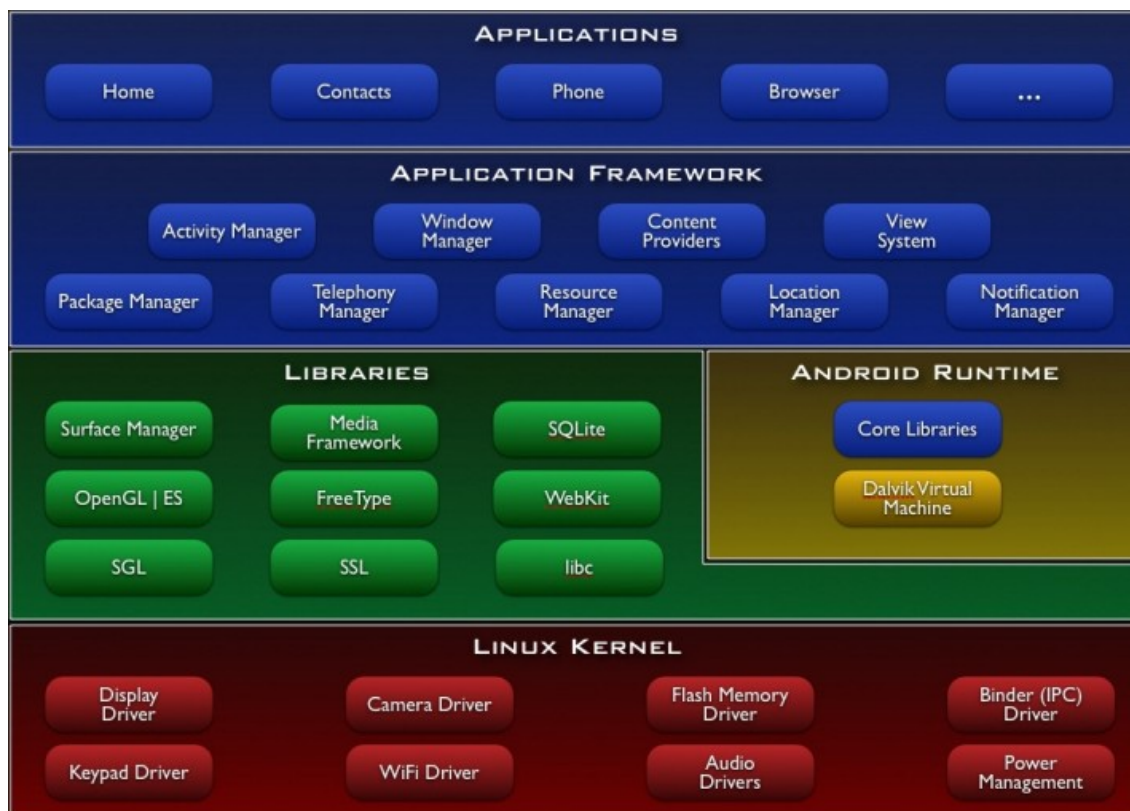 APPLICATIONS
Home
Contacts
Phone
Browser
...
APPLICATION FRAMEWORK
Activity Manager
Window
Manager
Content
Providers
View
System
Package Manager
Telephony
Manager
Resource
Manager
Location
Manager
Notification
Manager
LIBRARIES
Surface Manager
Media
Framework
SQLite
OpenGL | ES
FreeType
WebKit
SGL
SSL
libc
ANDROID RUNTIME
Core Libraries
Dalvik Virtual
Machine
LINUX KERNEL
Display
Driver
Camera Driver
Flash Memory
Driver
Binder (IPC)
Driver
Keypad Driver
WiFi Driver
Audio
Drivers
Power
Management